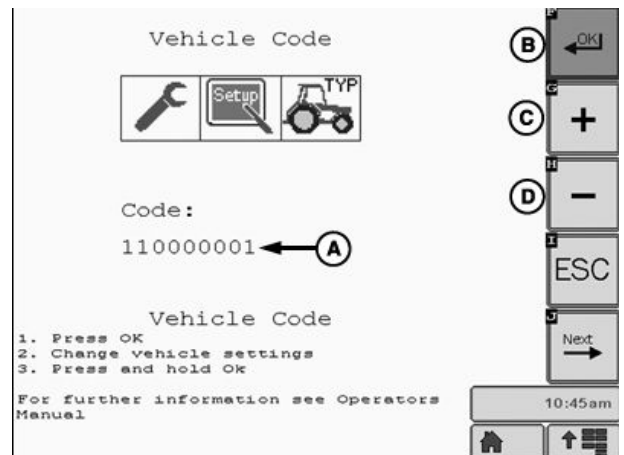 Vehicle Code
Setup
TYP
Code:
110000001
A
Vehicle Code
1. Press OK
2. Change vehicle settings
3. Press and hold Ok
For further information see Operators
Manual
F
OK
B
G
+
C
H
-
D
I
ESC
J
Next
10:45am